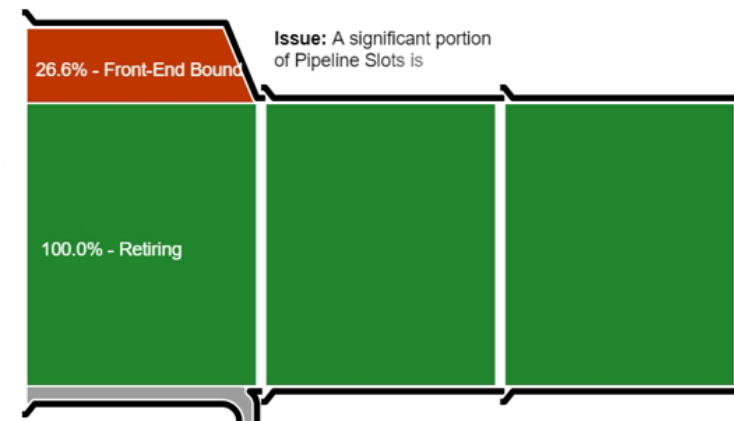 Issue: A significant portion
of Pipeline Slots is
26.6% - Front-End Bound
100.0% - Retiring